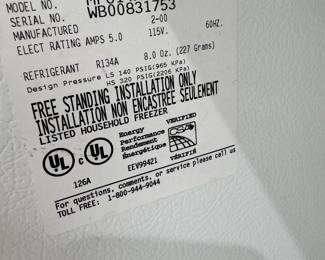 MODEL NO.
SERIAL NO. WB00831753
MANUFACTURED 2-00
ELECT RATING AMPS 5.0 115V. 60HZ.
REFRIGERANT R134A 8.0 Oz. (227 Grams)
Design Pressure LS 140 PSIG(965 KPa)
HS 320 PSIG(2206 KPa)
FREE STANDING INSTALLATION ONLY
INSTALLATION NON ENCASTREE SEULEMENT
LISTED HOUSEHOLD FREEZER
UL
C UL
126A
Energy
Performance
Rendement
Énergétique
EEV99421
VERIFIED
VÉRIFIÉ
For questions, comments, or service please call
TOLL FREE: 1-800-944-9044